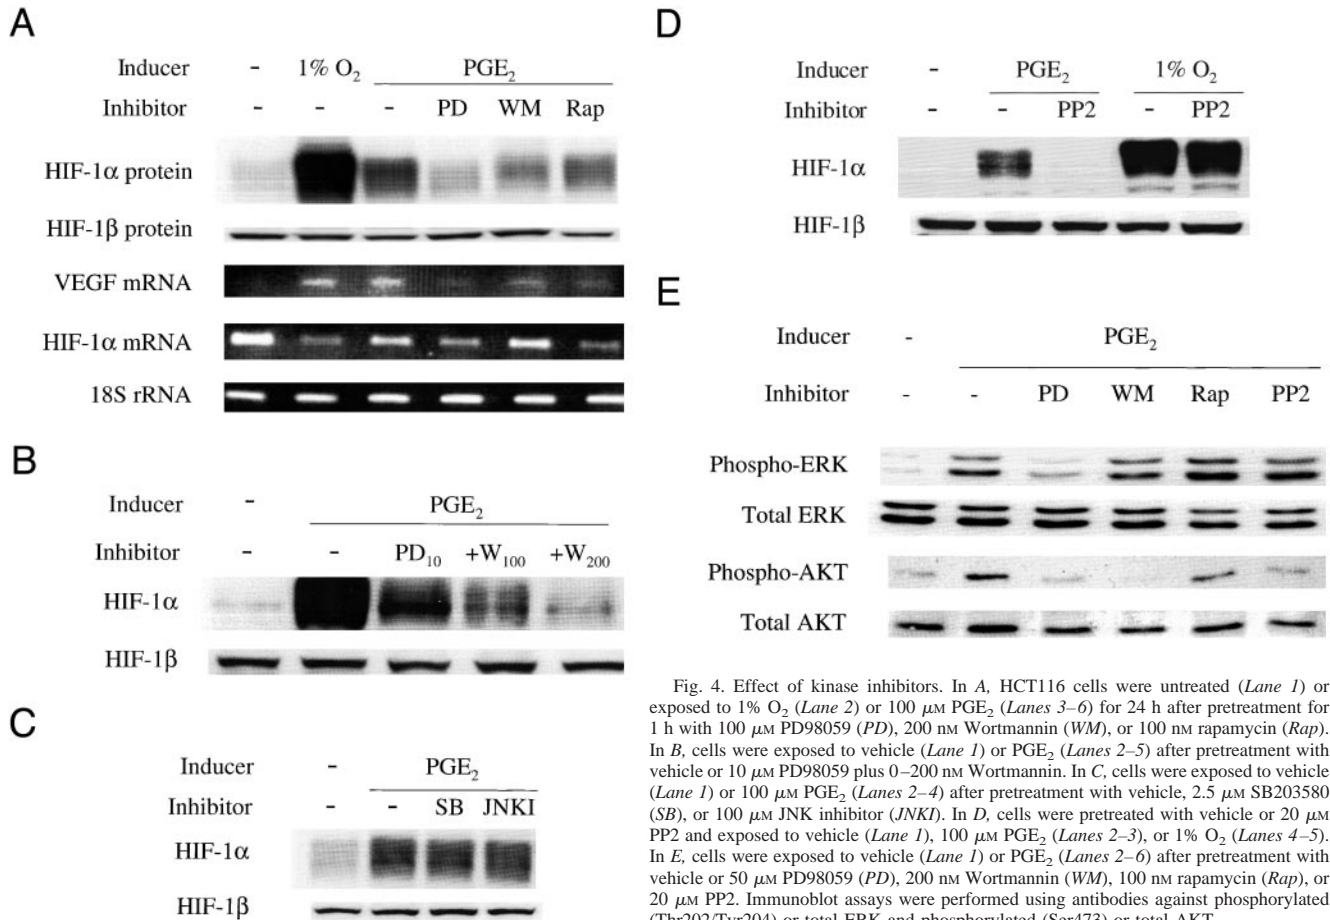 A
Inducer - 1% O₂ PGE₂
Inhibitor - - - PD WM Rap
HIF-1α protein
HIF-1β protein
VEGF mRNA
HIF-1α mRNA
18S rRNA
B
Inducer - PGE₂
Inhibitor - - PD₁₀ +W₁₀₀ +W₂₀₀
HIF-1α
HIF-1β
C
Inducer - PGE₂
Inhibitor - - SB JNKI
HIF-1α
HIF-1β
D
Inducer - PGE₂ 1% O₂
Inhibitor - - PP2 - PP2
HIF-1α
HIF-1β
E
Inducer - PGE₂
Inhibitor - - PD WM Rap PP2
Phospho-ERK
Total ERK
Phospho-AKT
Total AKT
Fig. 4. Effect of kinase inhibitors. In A, HCT116 cells were untreated (Lane 1) or
exposed to 1% O₂ (Lane 2) or 100 μM PGE₂ (Lanes 3–6) for 24 h after pretreatment for
1 h with 100 μM PD98059 (PD), 200 nM Wortmannin (WM), or 100 nM rapamycin (Rap).
In B, cells were exposed to vehicle (Lane 1) or PGE₂ (Lanes 2–5) after pretreatment with
vehicle or 10 μM PD98059 plus 0–200 nM Wortmannin. In C, cells were exposed to vehicle
(Lane 1) or 100 μM PGE₂ (Lanes 2–4) after pretreatment with vehicle, 2.5 μM SB203580
(SB), or 100 μM JNK inhibitor (JNKI). In D, cells were pretreated with vehicle or 20 μM
PP2 and exposed to vehicle (Lane 1), 100 μM PGE₂ (Lanes 2–3), or 1% O₂ (Lanes 4–5).
In E, cells were exposed to vehicle (Lane 1) or PGE₂ (Lanes 2–6) after pretreatment with
vehicle or 50 μM PD98059 (PD), 200 nM Wortmannin (WM), 100 nM rapamycin (Rap), or
20 μM PP2. Immunoblot assays were performed using antibodies against phosphorylated
(Thr202/Tyr204) or total ERK and phosphorylated (Ser473) or total AKT.